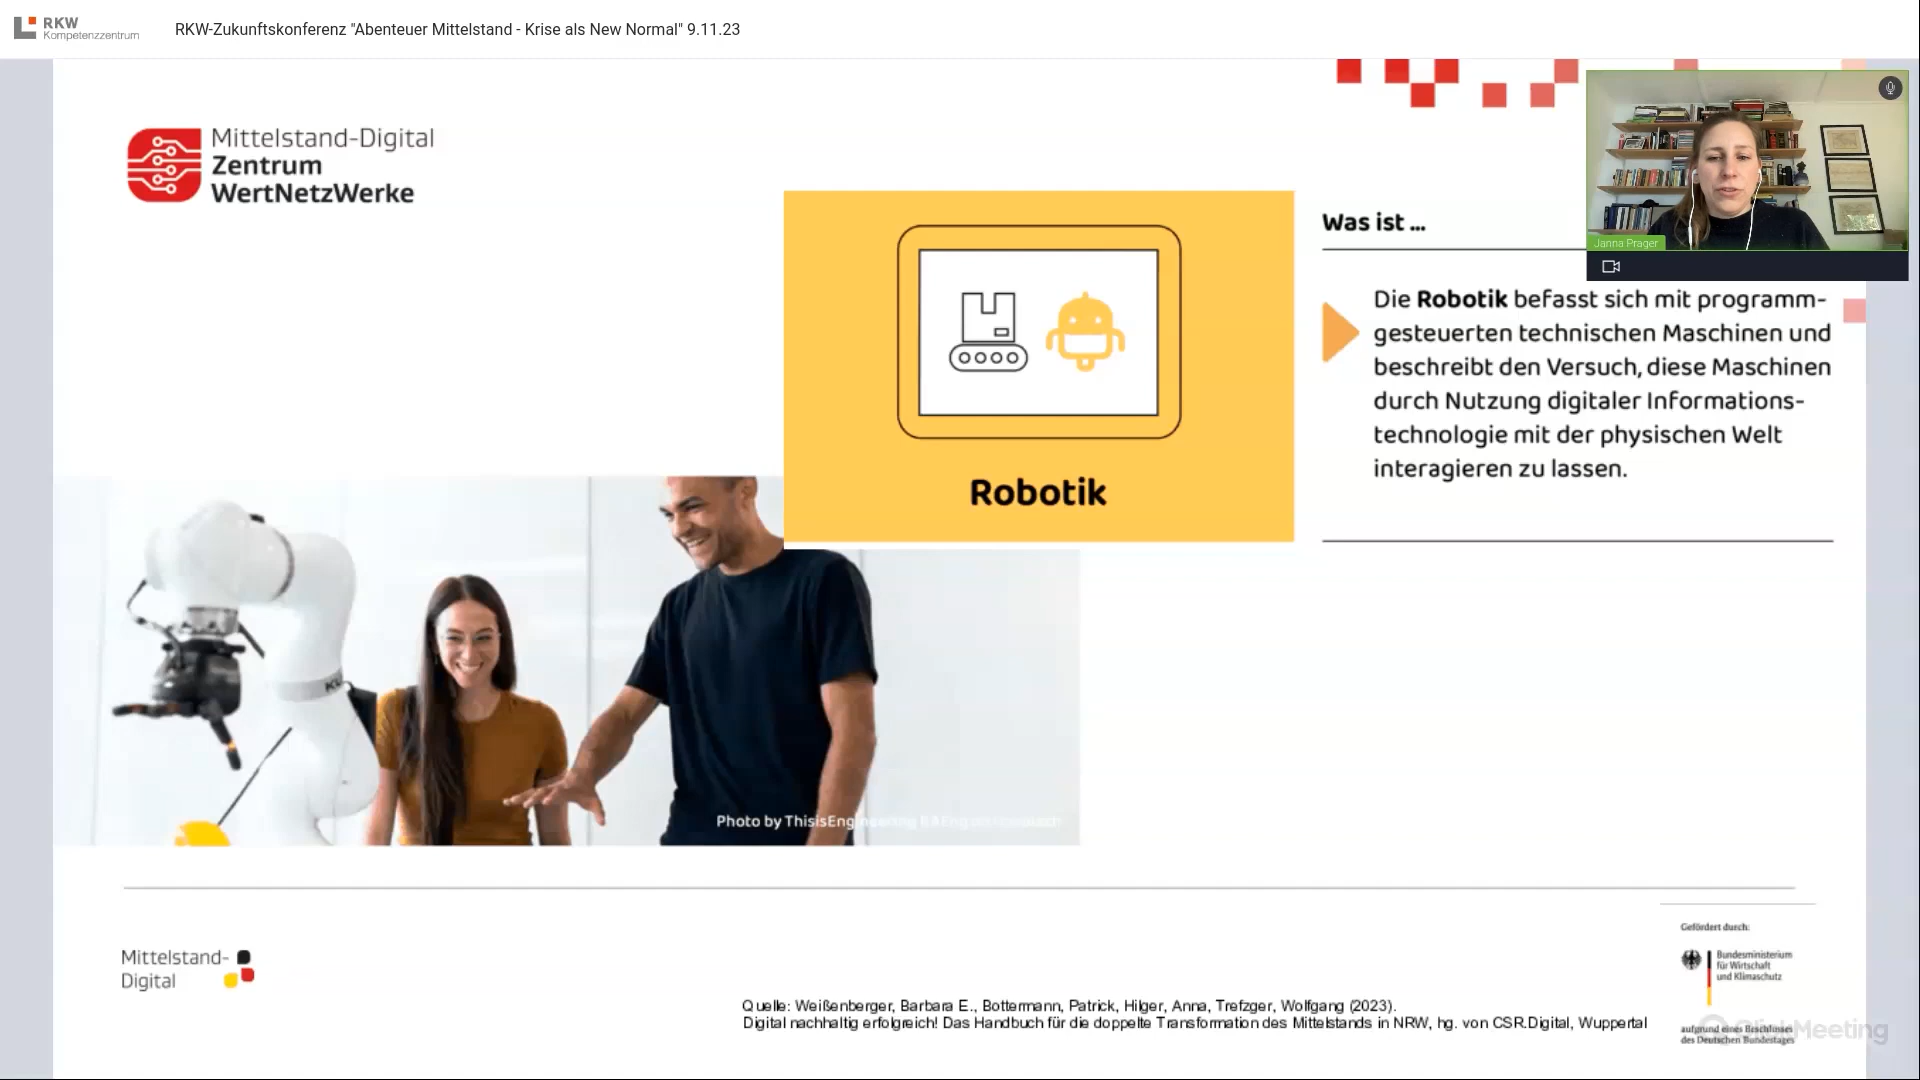 RKW
Kompetenzzentrum
RKW-Zukunftskonferenz "Abenteuer Mittelstand - Krise als New Normal" 9.11.23
Mittelstand-Digital
Zentrum
WertNetzWerke
Janna Prager
Was ist ...
Die Robotik befasst sich mit programm-
gesteuerten technischen Maschinen und
beschreibt den Versuch, diese Maschinen
durch Nutzung digitaler Informations-
technologie mit der physischen Welt
interagieren zu lassen.
Robotik
Photo by ThisisEngineering
Mittelstand-
Digital
Gefördert durch:
Bundesministerium
für Wirtschaft
und Klimaschutz
aufgrund eines Beschlusses
des Deutschen Bundestages
Quelle: Weißenberger, Barbara E., Bottermann, Patrick, Hilger, Anna, Trefzger, Wolfgang (2023).
Digital nachhaltig erfolgreich! Das Handbuch für die doppelte Transformation des Mittelstands in NRW, hg. von CSR.Digital, Wuppertal
ClickMeeting